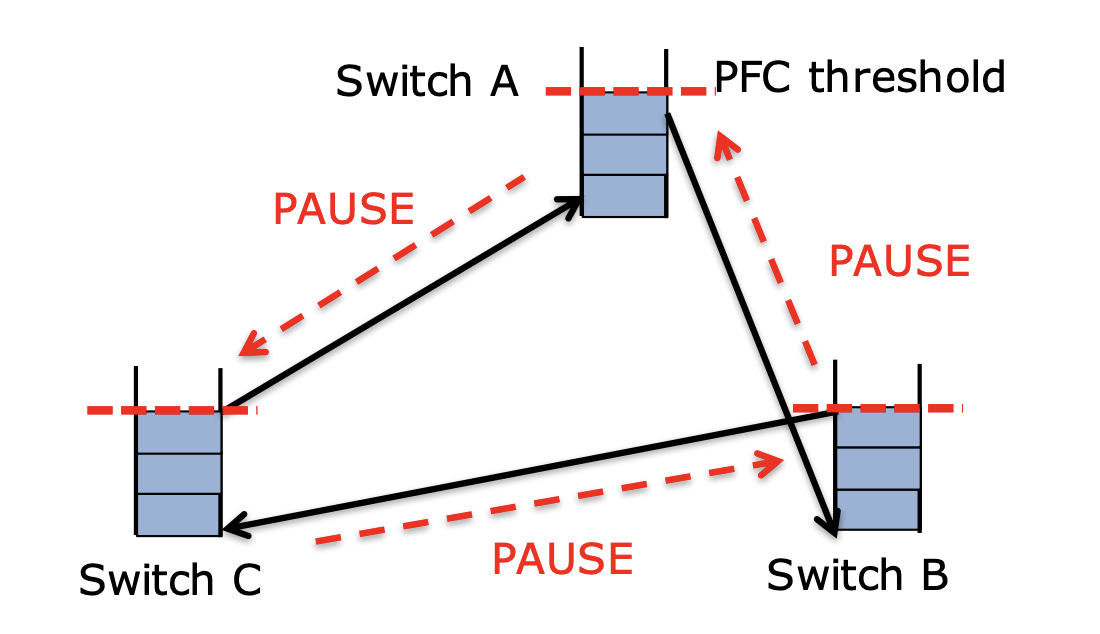 Switch A
PFC threshold
PAUSE
PAUSE
PAUSE
Switch C
Switch B